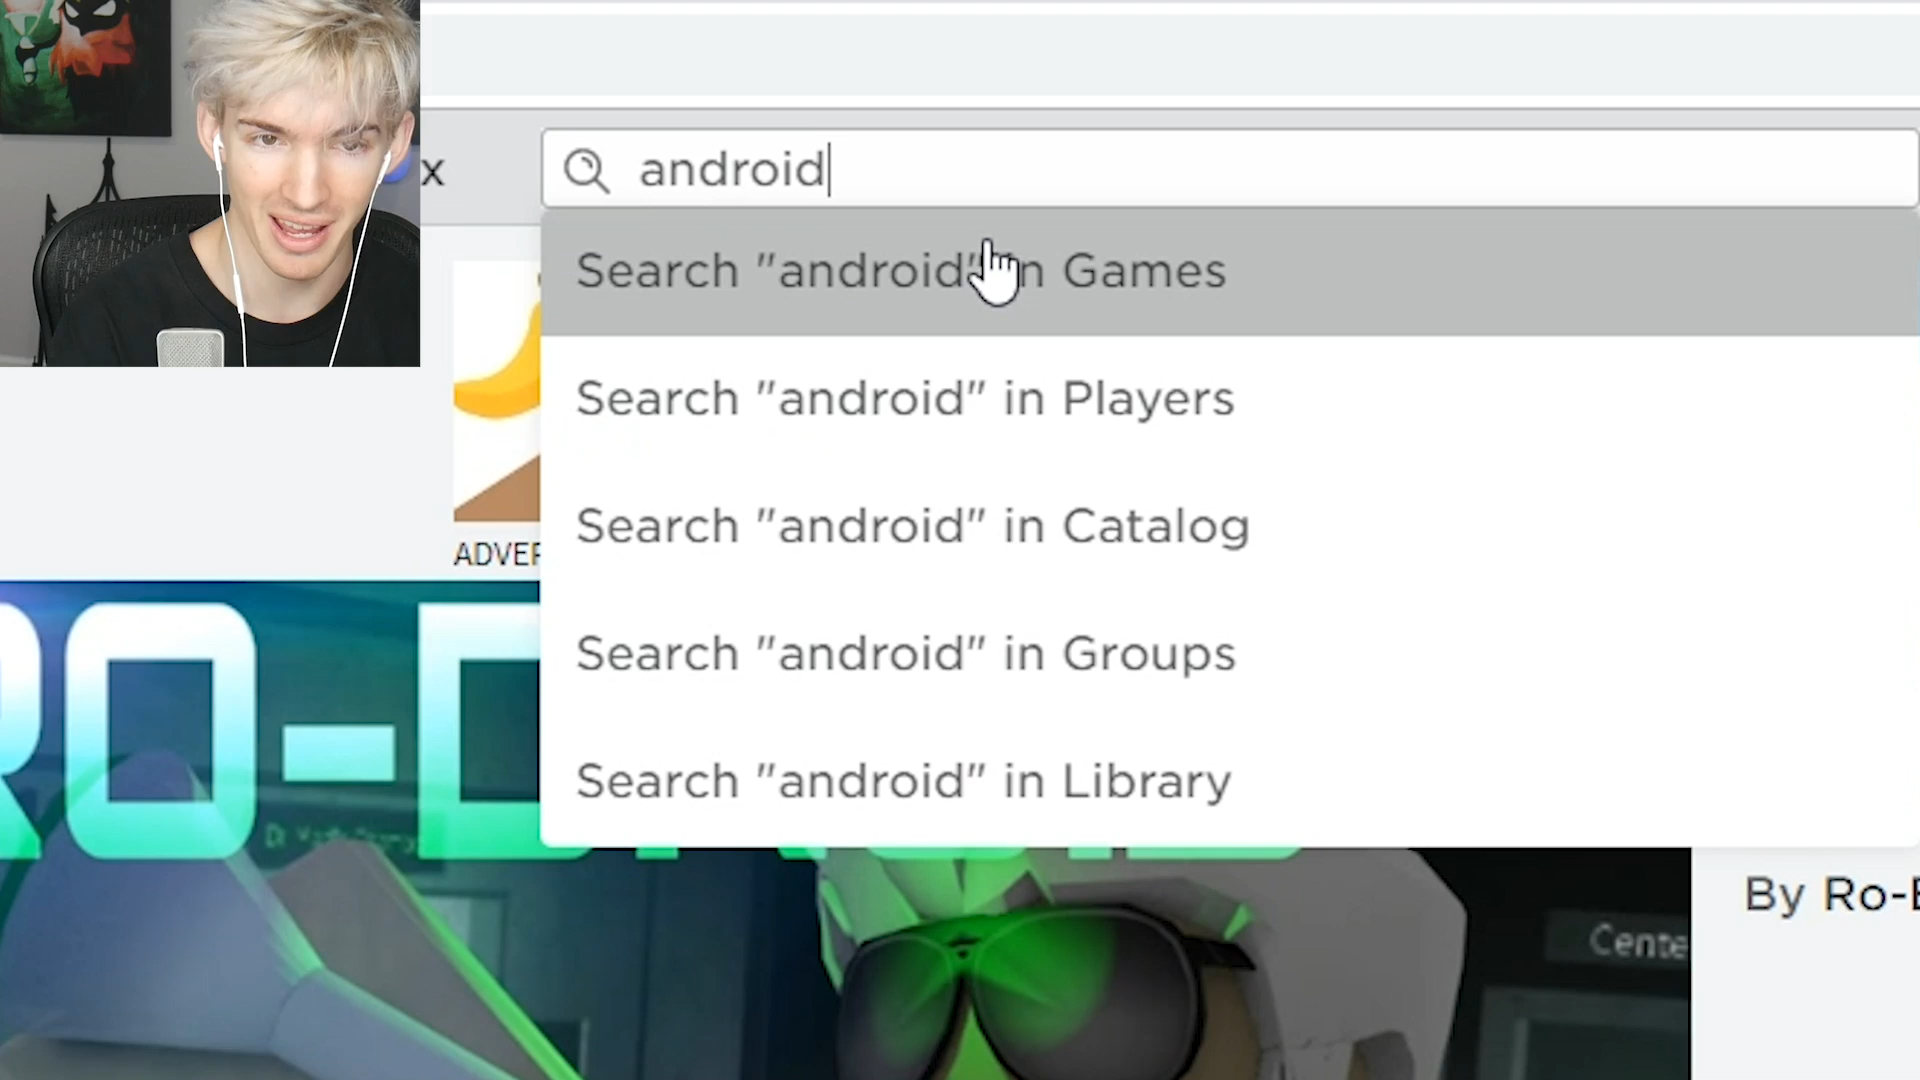 x
android
Search "android" in Games
Search "android" in Players
Search "android" in Catalog
ADVER
Search "android" in Groups
RO-D
Search "android" in Library
By Ro-
Cente